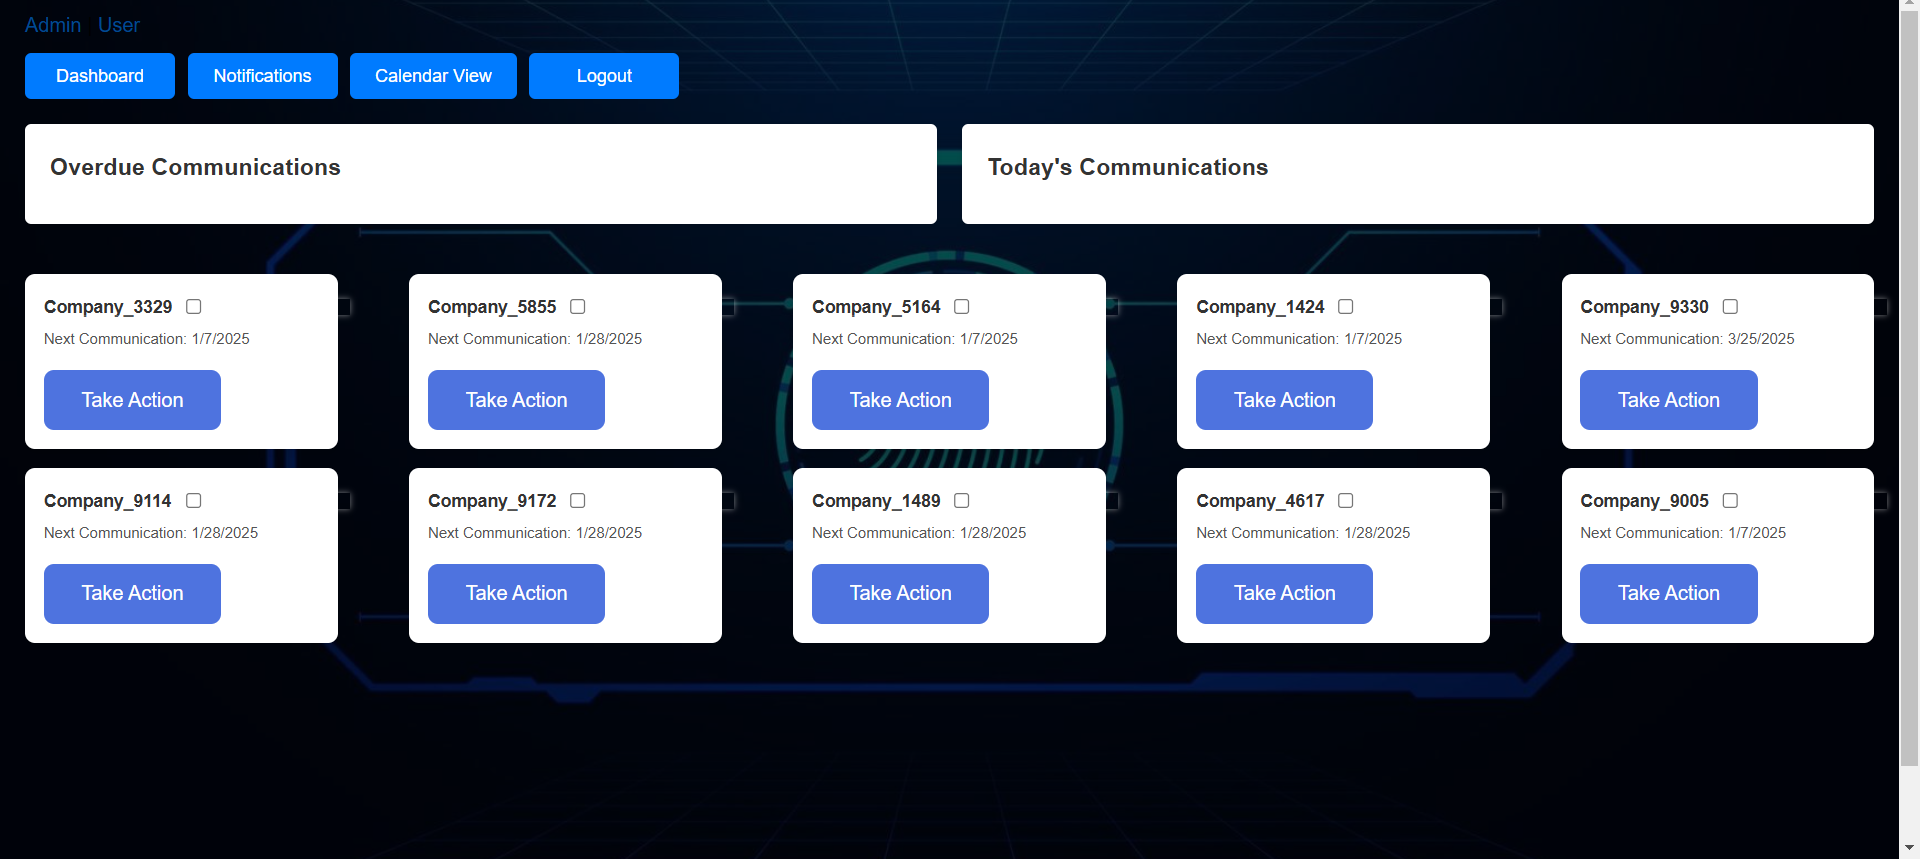 Admin User
Dashboard Notifications Calendar View Logout
Overdue Communications
Today's Communications
Company_3329
Next Communication: 1/7/2025
Take Action
Company_5855
Next Communication: 1/28/2025
Take Action
Company_5164
Next Communication: 1/7/2025
Take Action
Company_1424
Next Communication: 1/7/2025
Take Action
Company_9330
Next Communication: 3/25/2025
Take Action
Company_9114
Next Communication: 1/28/2025
Take Action
Company_9172
Next Communication: 1/28/2025
Take Action
Company_1489
Next Communication: 1/28/2025
Take Action
Company_4617
Next Communication: 1/28/2025
Take Action
Company_9005
Next Communication: 1/7/2025
Take Action